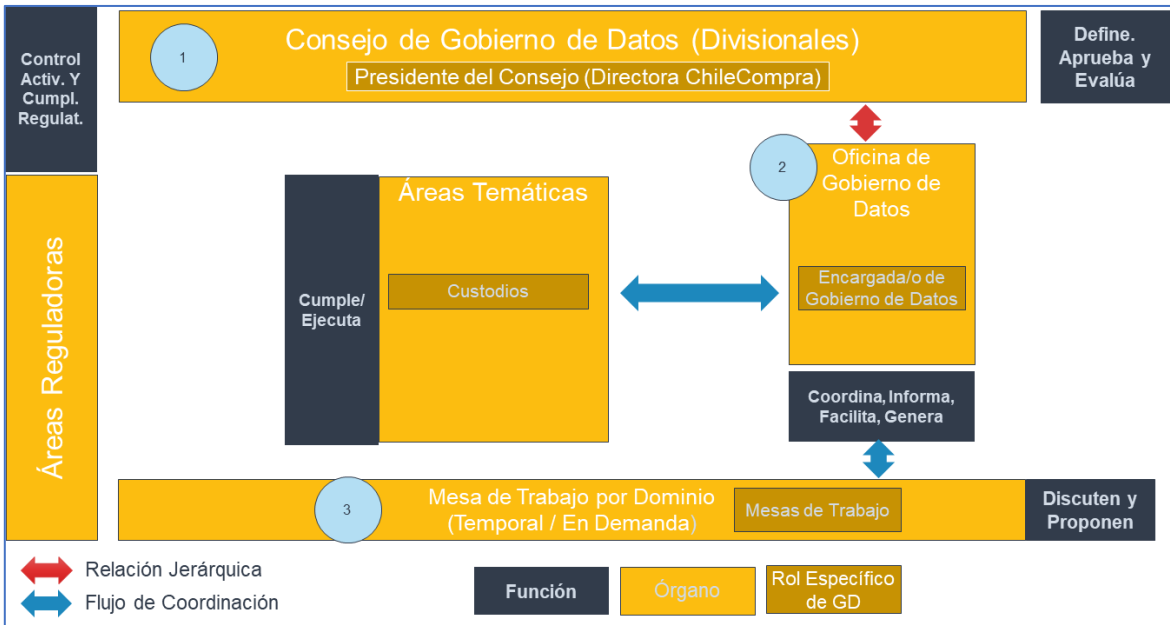 Control
Activ. Y
Cumpl.
Regulat.
1
Consejo de Gobierno de Datos (Divisionales)
Presidente del Consejo (Directora ChileCompra)
Define.
Aprueba y
Evalúa
Áreas Reguladoras
Cumple/
Ejecuta
Áreas Temáticas
Custodios
2
Oficina de
Gobierno de
Datos
Encargada/o de
Gobierno de Datos
Coordina, Informa,
Facilita, Genera
3
Mesa de Trabajo por Dominio
(Temporal / En Demanda)
Mesas de Trabajo
Discuten y
Proponen
Relación Jerárquica
Flujo de Coordinación
Función
Órgano
Rol Específico
de GD